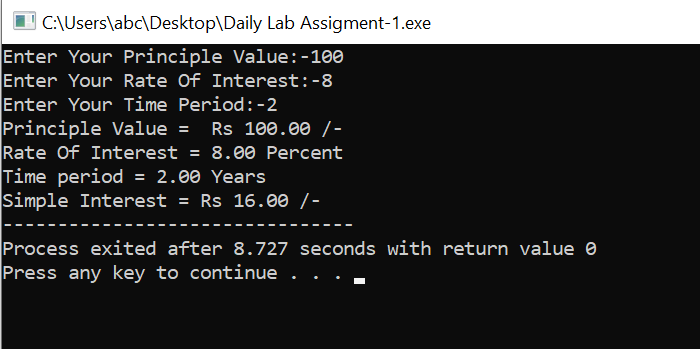 C:\Users\abc\Desktop\Daily Lab Assigment-1.exe
Enter Your Principle Value:-100
Enter Your Rate Of Interest:-8
Enter Your Time Period:-2
Principle Value =  Rs 100.00 /-
Rate Of Interest = 8.00 Percent
Time period = 2.00 Years
Simple Interest = Rs 16.00 /-
--------------------------------
Process exited after 8.727 seconds with return value 0
Press any key to continue . . .